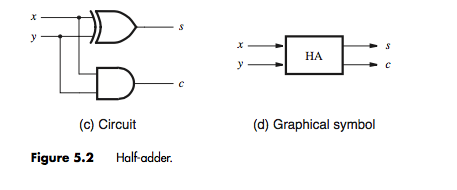 x
y
s
c
x
y
HA
s
c
(c) Circuit
(d) Graphical symbol
Figure 5.2 Half-adder.